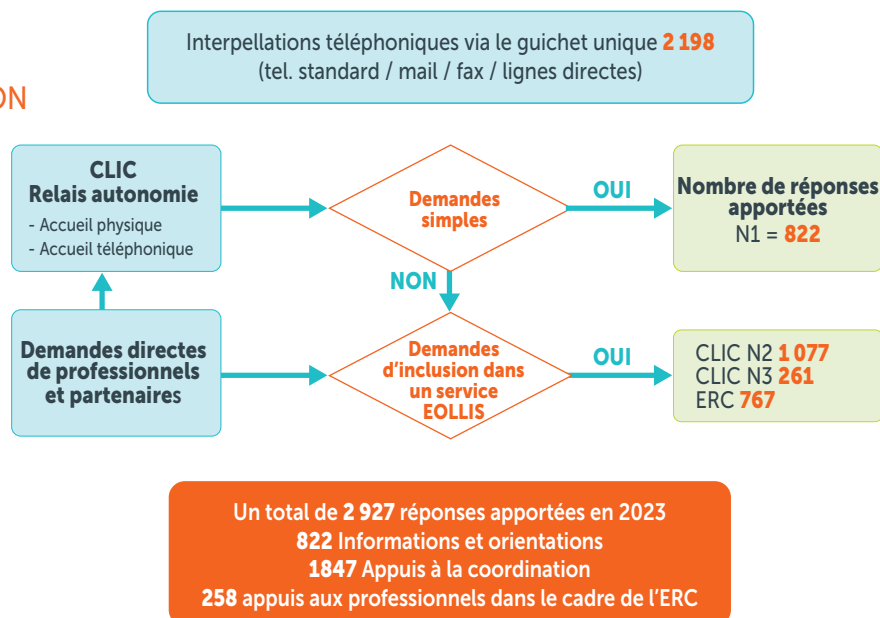 Interpellations téléphoniques via le guichet unique 2 198
(tel. standard / mail / fax / lignes directes)
ON
CLIC
Relais autonomie
- Accueil physique
- Accueil téléphonique
Demandes
simples
OUI
Nombre de réponses
apportées
N1 = 822
NON
Demandes directes
de professionnels
et partenaires
Demandes
d'inclusion dans
un service
EOLLIS
OUI
CLIC N2 1 077
CLIC N3 261
ERC 767
Un total de 2 927 réponses apportées en 2023
822 Informations et orientations
1847 Appuis à la coordination
258 appuis aux professionnels dans le cadre de l'ERC